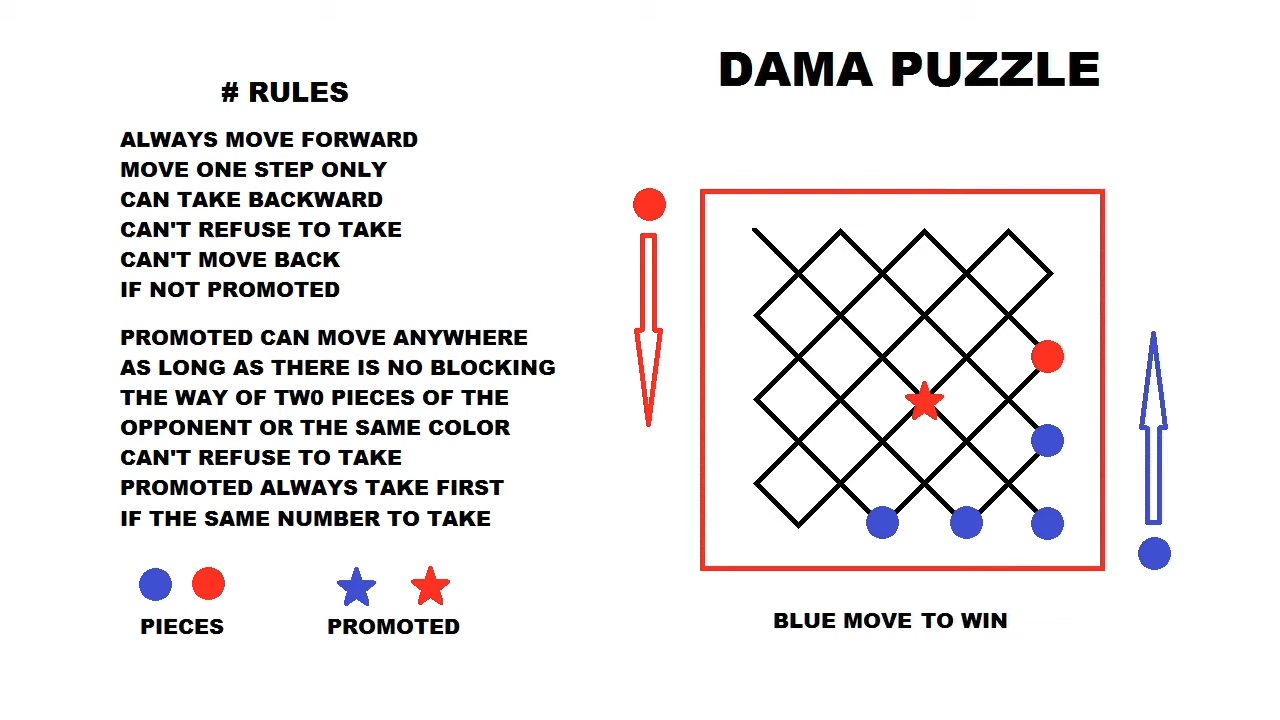 DAMA PUZZLE
# RULES
ALWAYS MOVE FORWARD
MOVE ONE STEP ONLY
CAN TAKE BACKWARD
CAN'T REFUSE TO TAKE
CAN'T MOVE BACK
IF NOT PROMOTED
PROMOTED CAN MOVE ANYWHERE
AS LONG AS THERE IS NO BLOCKING
THE WAY OF TW0 PIECES OF THE
OPPONENT OR THE SAME COLOR
CAN'T REFUSE TO TAKE
PROMOTED ALWAYS TAKE FIRST
IF THE SAME NUMBER TO TAKE
PIECES
PROMOTED
BLUE MOVE TO WIN